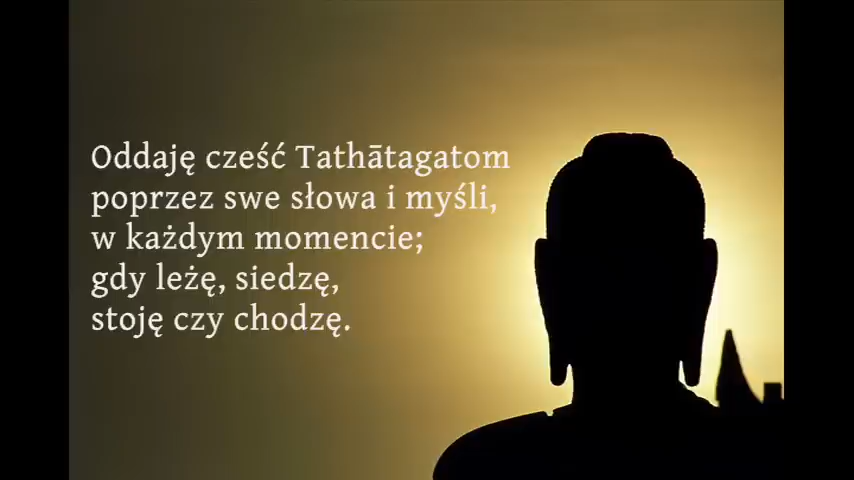 Oddaję cześć Tathātagatom
poprzez swe słowa i myśli,
w każdym momencie;
gdy leżę, siedzę,
stoję czy chodzę.